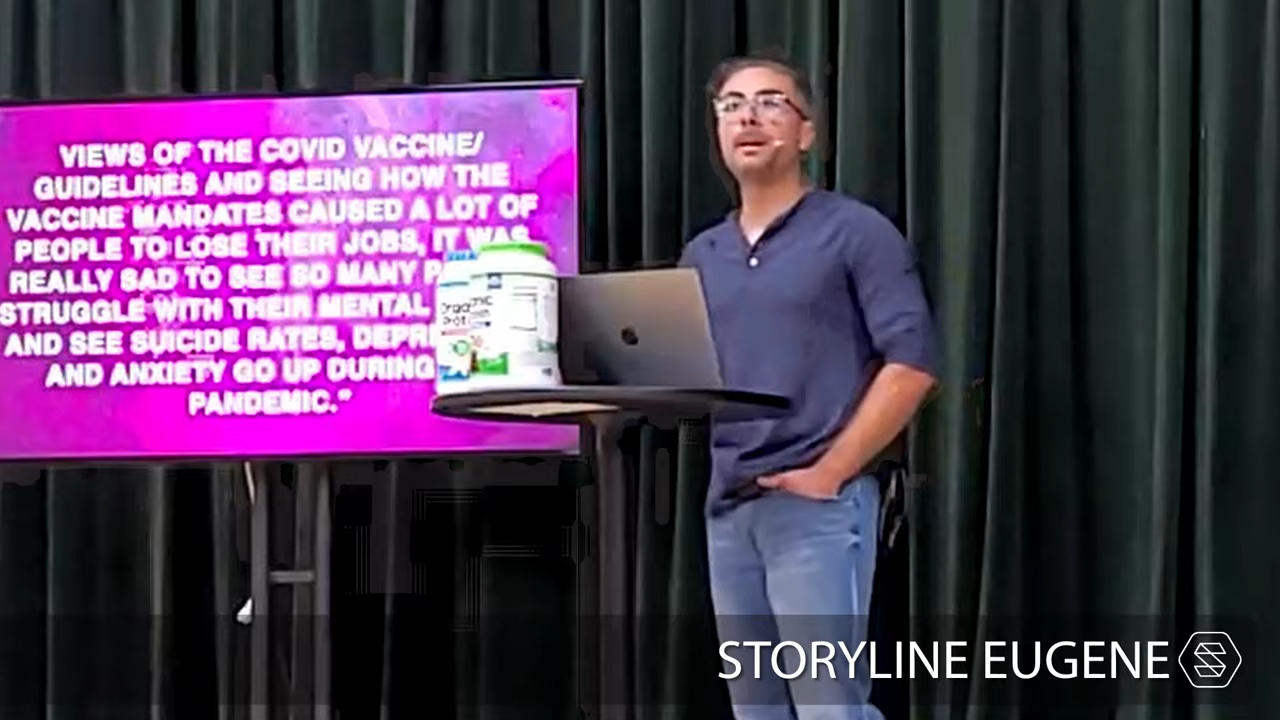 VIEWS OF THE COVID VACCINE/
GUIDELINES AND SEEING HOW THE
VACCINE MANDATES CAUSED A LOT OF
PEOPLE TO LOSE THEIR JOBS, IT WAS
REALLY SAD TO SEE SO MANY
STRUGGLE WITH THEIR MENTAL
AND SEE SUICIDE RATES,
AND ANXIETY GO UP DURING
PANDEMIC."
Organic
Protein
STORYLINE EUGENE